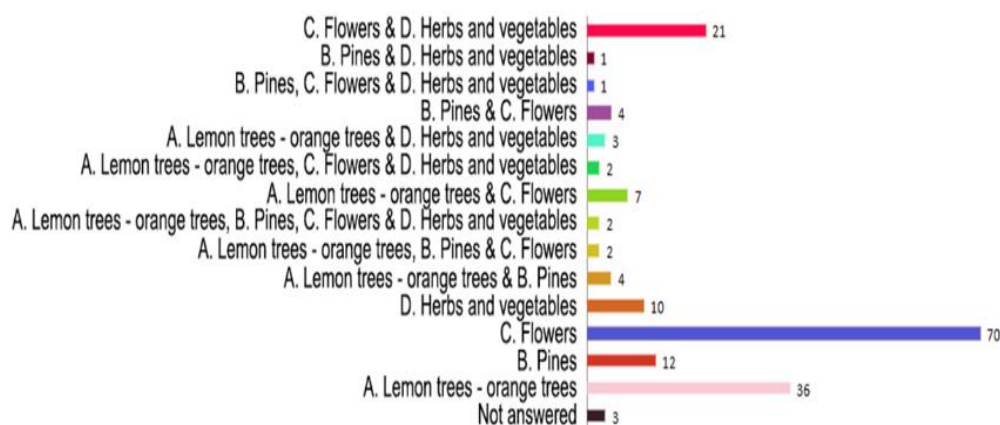 C. Flowers & D. Herbs and vegetables 21
B. Pines & D. Herbs and vegetables 1
B. Pines, C. Flowers & D. Herbs and vegetables 1
B. Pines & C. Flowers 4
A. Lemon trees - orange trees & D. Herbs and vegetables 3
A. Lemon trees - orange trees, C. Flowers & D. Herbs and vegetables 2
A. Lemon trees - orange trees & C. Flowers 7
A. Lemon trees - orange trees, B. Pines, C. Flowers & D. Herbs and vegetables 2
A. Lemon trees - orange trees, B. Pines & C. Flowers 2
A. Lemon trees - orange trees & B. Pines 4
D. Herbs and vegetables 10
C. Flowers 70
B. Pines 12
A. Lemon trees - orange trees 36
Not answered 3